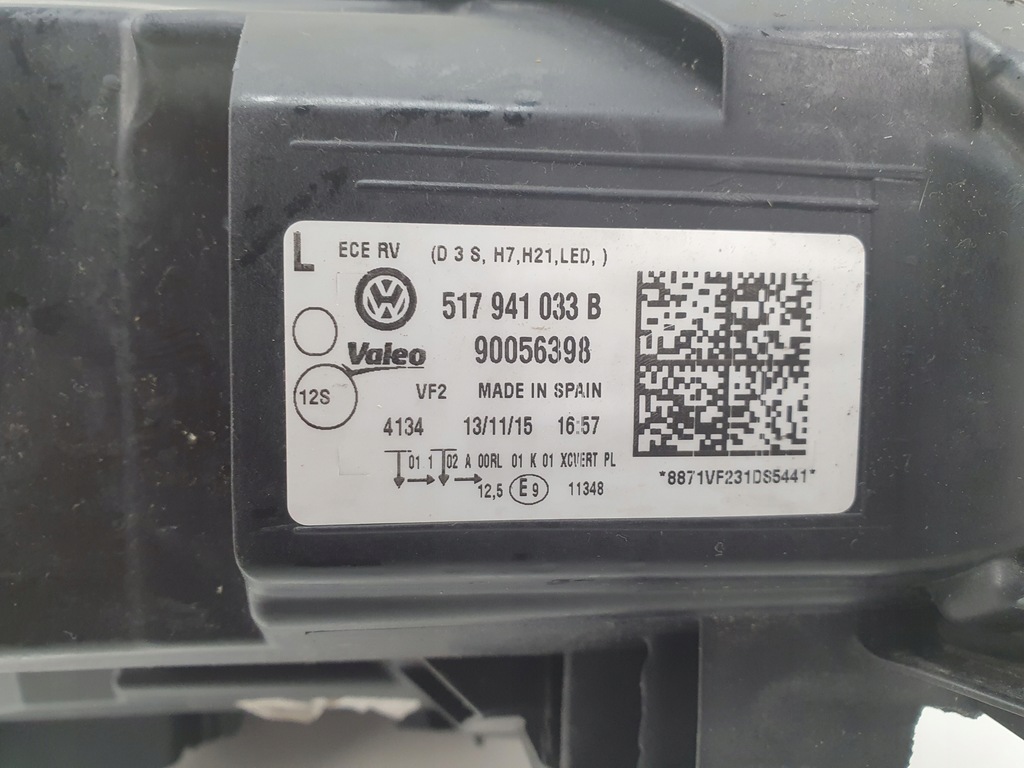 L ECE RV (D 3 S, H7,H21,LED, )
517 941 033 B
Valeo 90056398
12S VF2 MADE IN SPAIN
4134 13/11/15 16:57
01 1 02 A 00RL 01 K 01 XCVERT PL
12,5 E9 11348
*8871VF231DS5441*